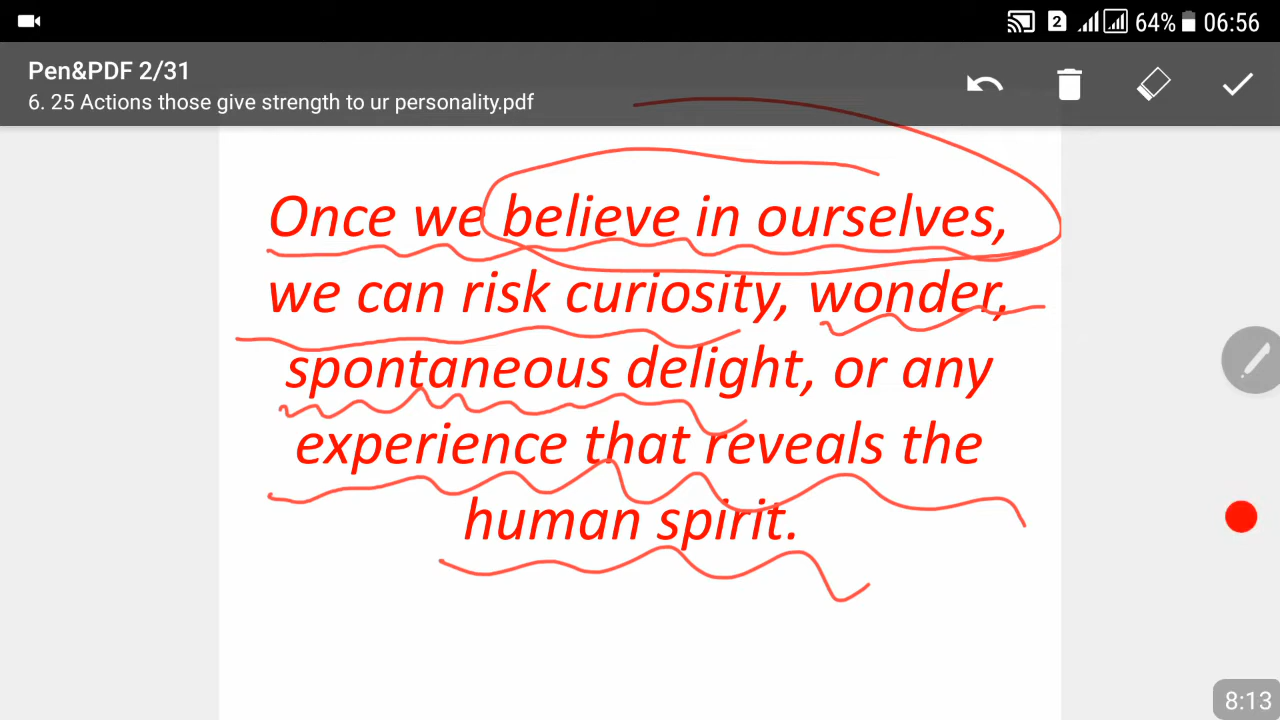 2 64% 06:56
Pen&PDF 2/31
6. 25 Actions those give strength to ur personality.pdf
Once we believe in ourselves,
we can risk curiosity, wonder,
spontaneous delight, or any
experience that reveals the
human spirit.
8:13